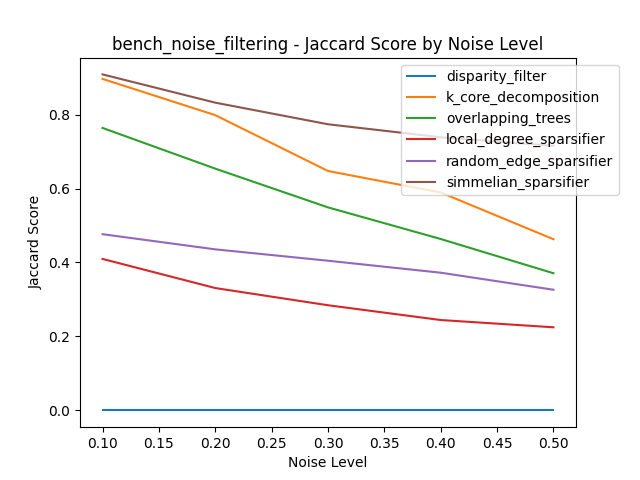 bench_noise_filtering - Jaccard Score by Noise Level
disparity_filter
k_core_decomposition
overlapping_trees
local_degree_sparsifier
random_edge_sparsifier
simmelian_sparsifier
Jaccard Score
0.8
0.6
0.4
0.2
0.0
0.10 0.15 0.20 0.25 0.30 0.35 0.40 0.45 0.50
Noise Level